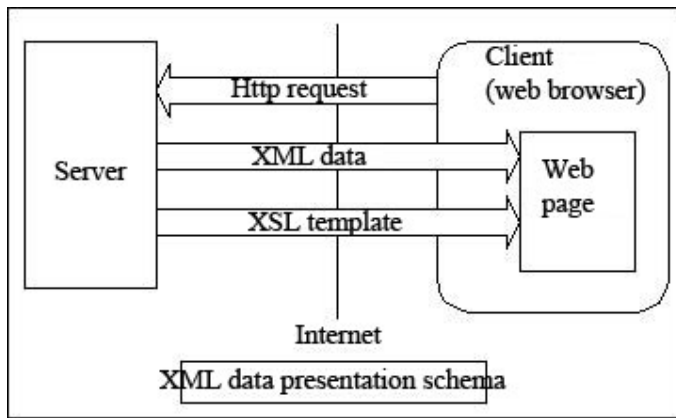 Client
(web browser)
Http request
XML data
Server
Web
page
XSL template
Internet
XML data presentation schema